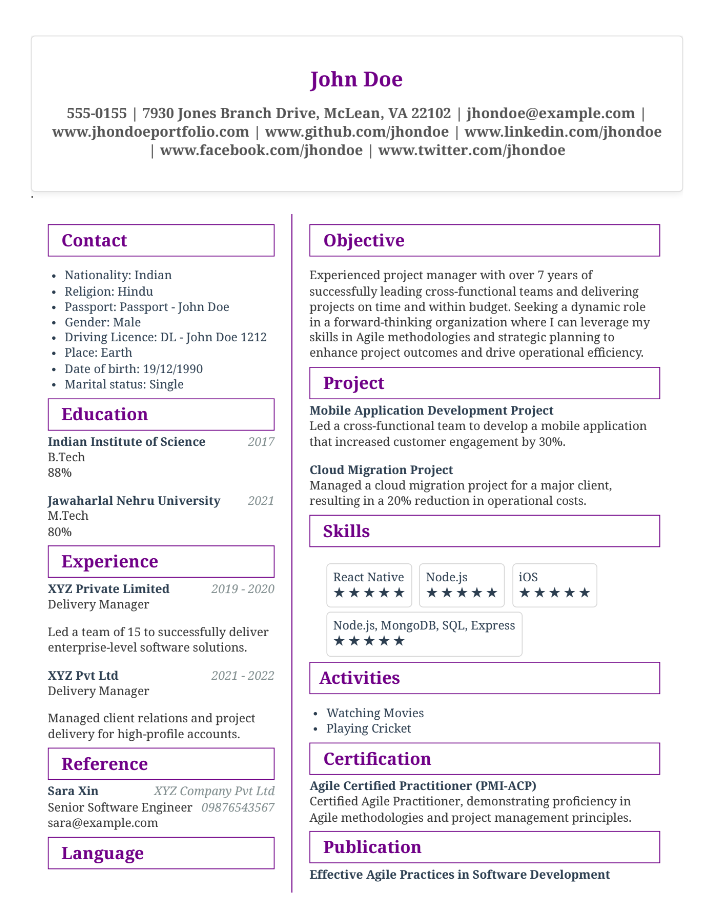 John Doe
555-0155 | 7930 Jones Branch Drive, McLean, VA 22102 | jhondoe@example.com |
www.jhondoeportfolio.com | www.github.com/jhondoe | www.linkedin.com/jhondoe
| www.facebook.com/jhondoe | www.twitter.com/jhondoe
.
Contact
• Nationality: Indian
• Religion: Hindu
• Passport: Passport - John Doe
• Gender: Male
• Driving Licence: DL - John Doe 1212
• Place: Earth
• Date of birth: 19/12/1990
• Marital status: Single
Education
Indian Institute of Science 2017
B.Tech
88%
Jawaharlal Nehru University 2021
M.Tech
80%
Experience
XYZ Private Limited 2019 - 2020
Delivery Manager
Led a team of 15 to successfully deliver
enterprise-level software solutions.
XYZ Pvt Ltd 2021 - 2022
Delivery Manager
Managed client relations and project
delivery for high-profile accounts.
Reference
Sara Xin XYZ Company Pvt Ltd
Senior Software Engineer 09876543567
sara@example.com
Language
Objective
Experienced project manager with over 7 years of
successfully leading cross-functional teams and delivering
projects on time and within budget. Seeking a dynamic role
in a forward-thinking organization where I can leverage my
skills in Agile methodologies and strategic planning to
enhance project outcomes and drive operational efficiency.
Project
Mobile Application Development Project
Led a cross-functional team to develop a mobile application
that increased customer engagement by 30%.
Cloud Migration Project
Managed a cloud migration project for a major client,
resulting in a 20% reduction in operational costs.
Skills
React Native Node.js iOS
★★★★★ ★★★★★ ★★★★★
Node.js, MongoDB, SQL, Express
★★★★★
Activities
• Watching Movies
• Playing Cricket
Certification
Agile Certified Practitioner (PMI-ACP)
Certified Agile Practitioner, demonstrating proficiency in
Agile methodologies and project management principles.
Publication
Effective Agile Practices in Software Development